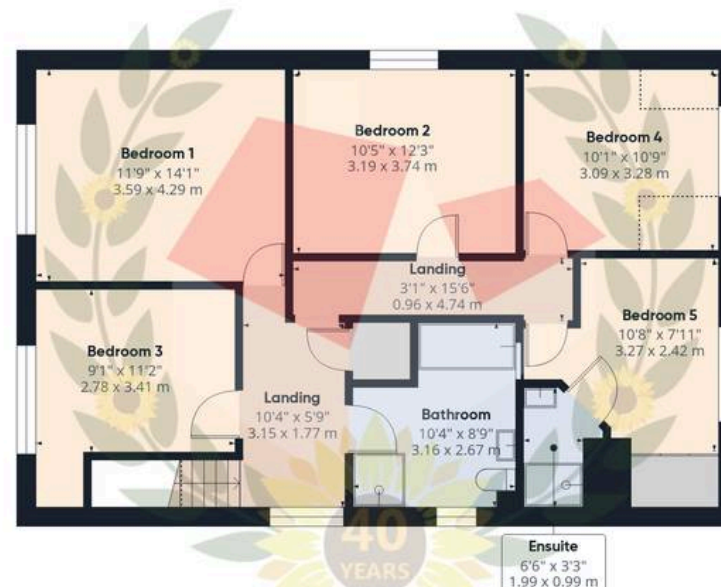 Bedroom 1
11'9" x 14'1"
3.59 x 4.29 m
Bedroom 2
10'5" x 12'3"
3.19 x 3.74 m
Bedroom 4
10'1" x 10'9"
3.09 x 3.28 m
Landing
3'1" x 15'6"
0.96 x 4.74 m
Bedroom 5
10'8" x 7'11"
3.27 x 2.42 m
Bedroom 3
9'1" x 11'2"
2.78 x 3.41 m
Landing
10'4" x 5'9"
3.15 x 1.77 m
Bathroom
10'4" x 8'9"
3.16 x 2.67 m
40
YEARS
Ensuite
6'6" x 3'3"
1.99 x 0.99 m